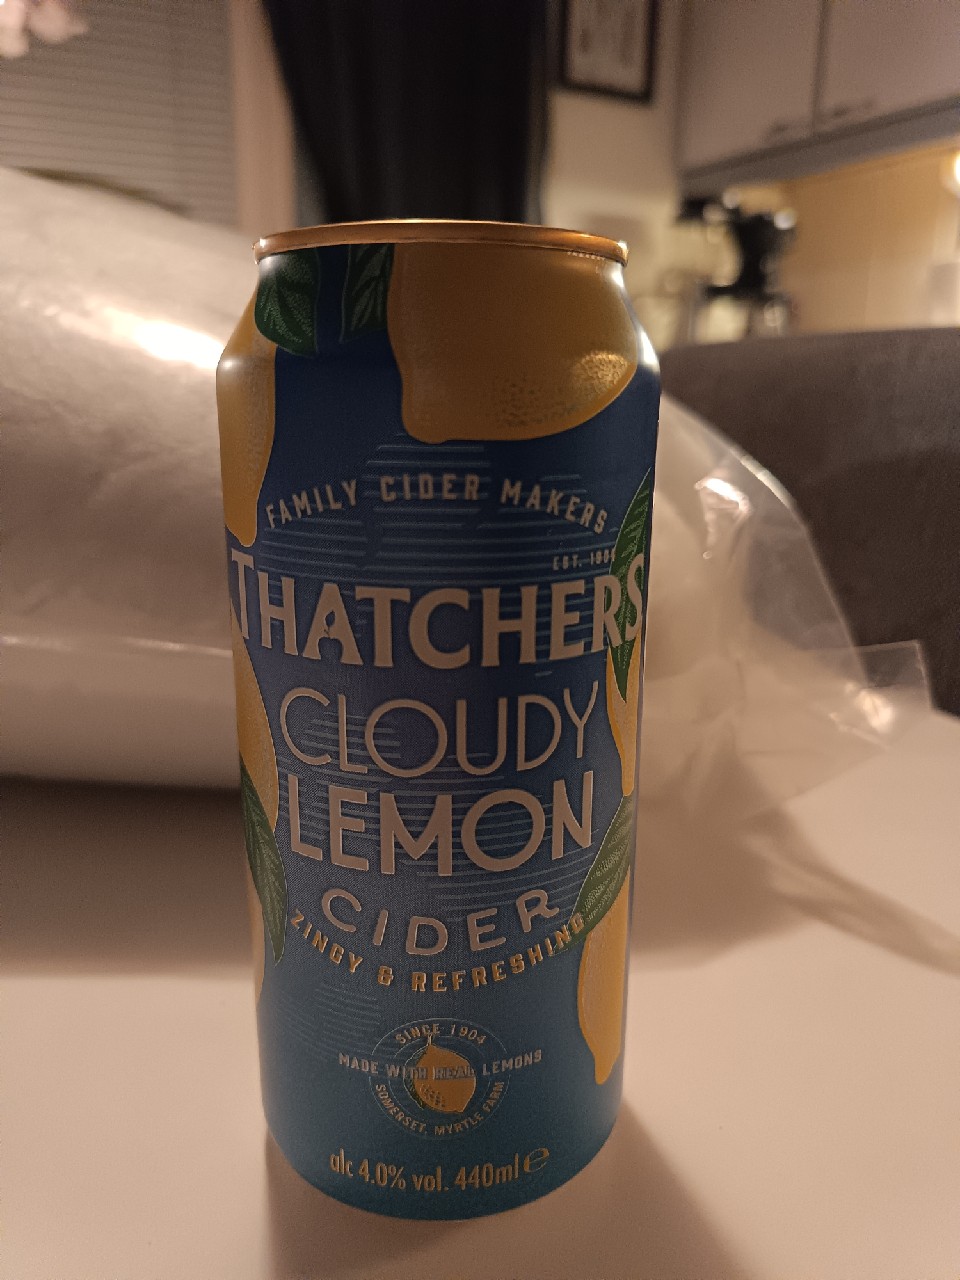 FAMILY CIDER MAKERS
EST. 1904
THATCHERS
CLOUDY
LEMON
CIDER
ZINGY & REFRESHING
SINCE 1904
MADE WITH REAL LEMONS
SOMERSET, MYRTLE FARM
alc 4.0% vol. 440ml ℮